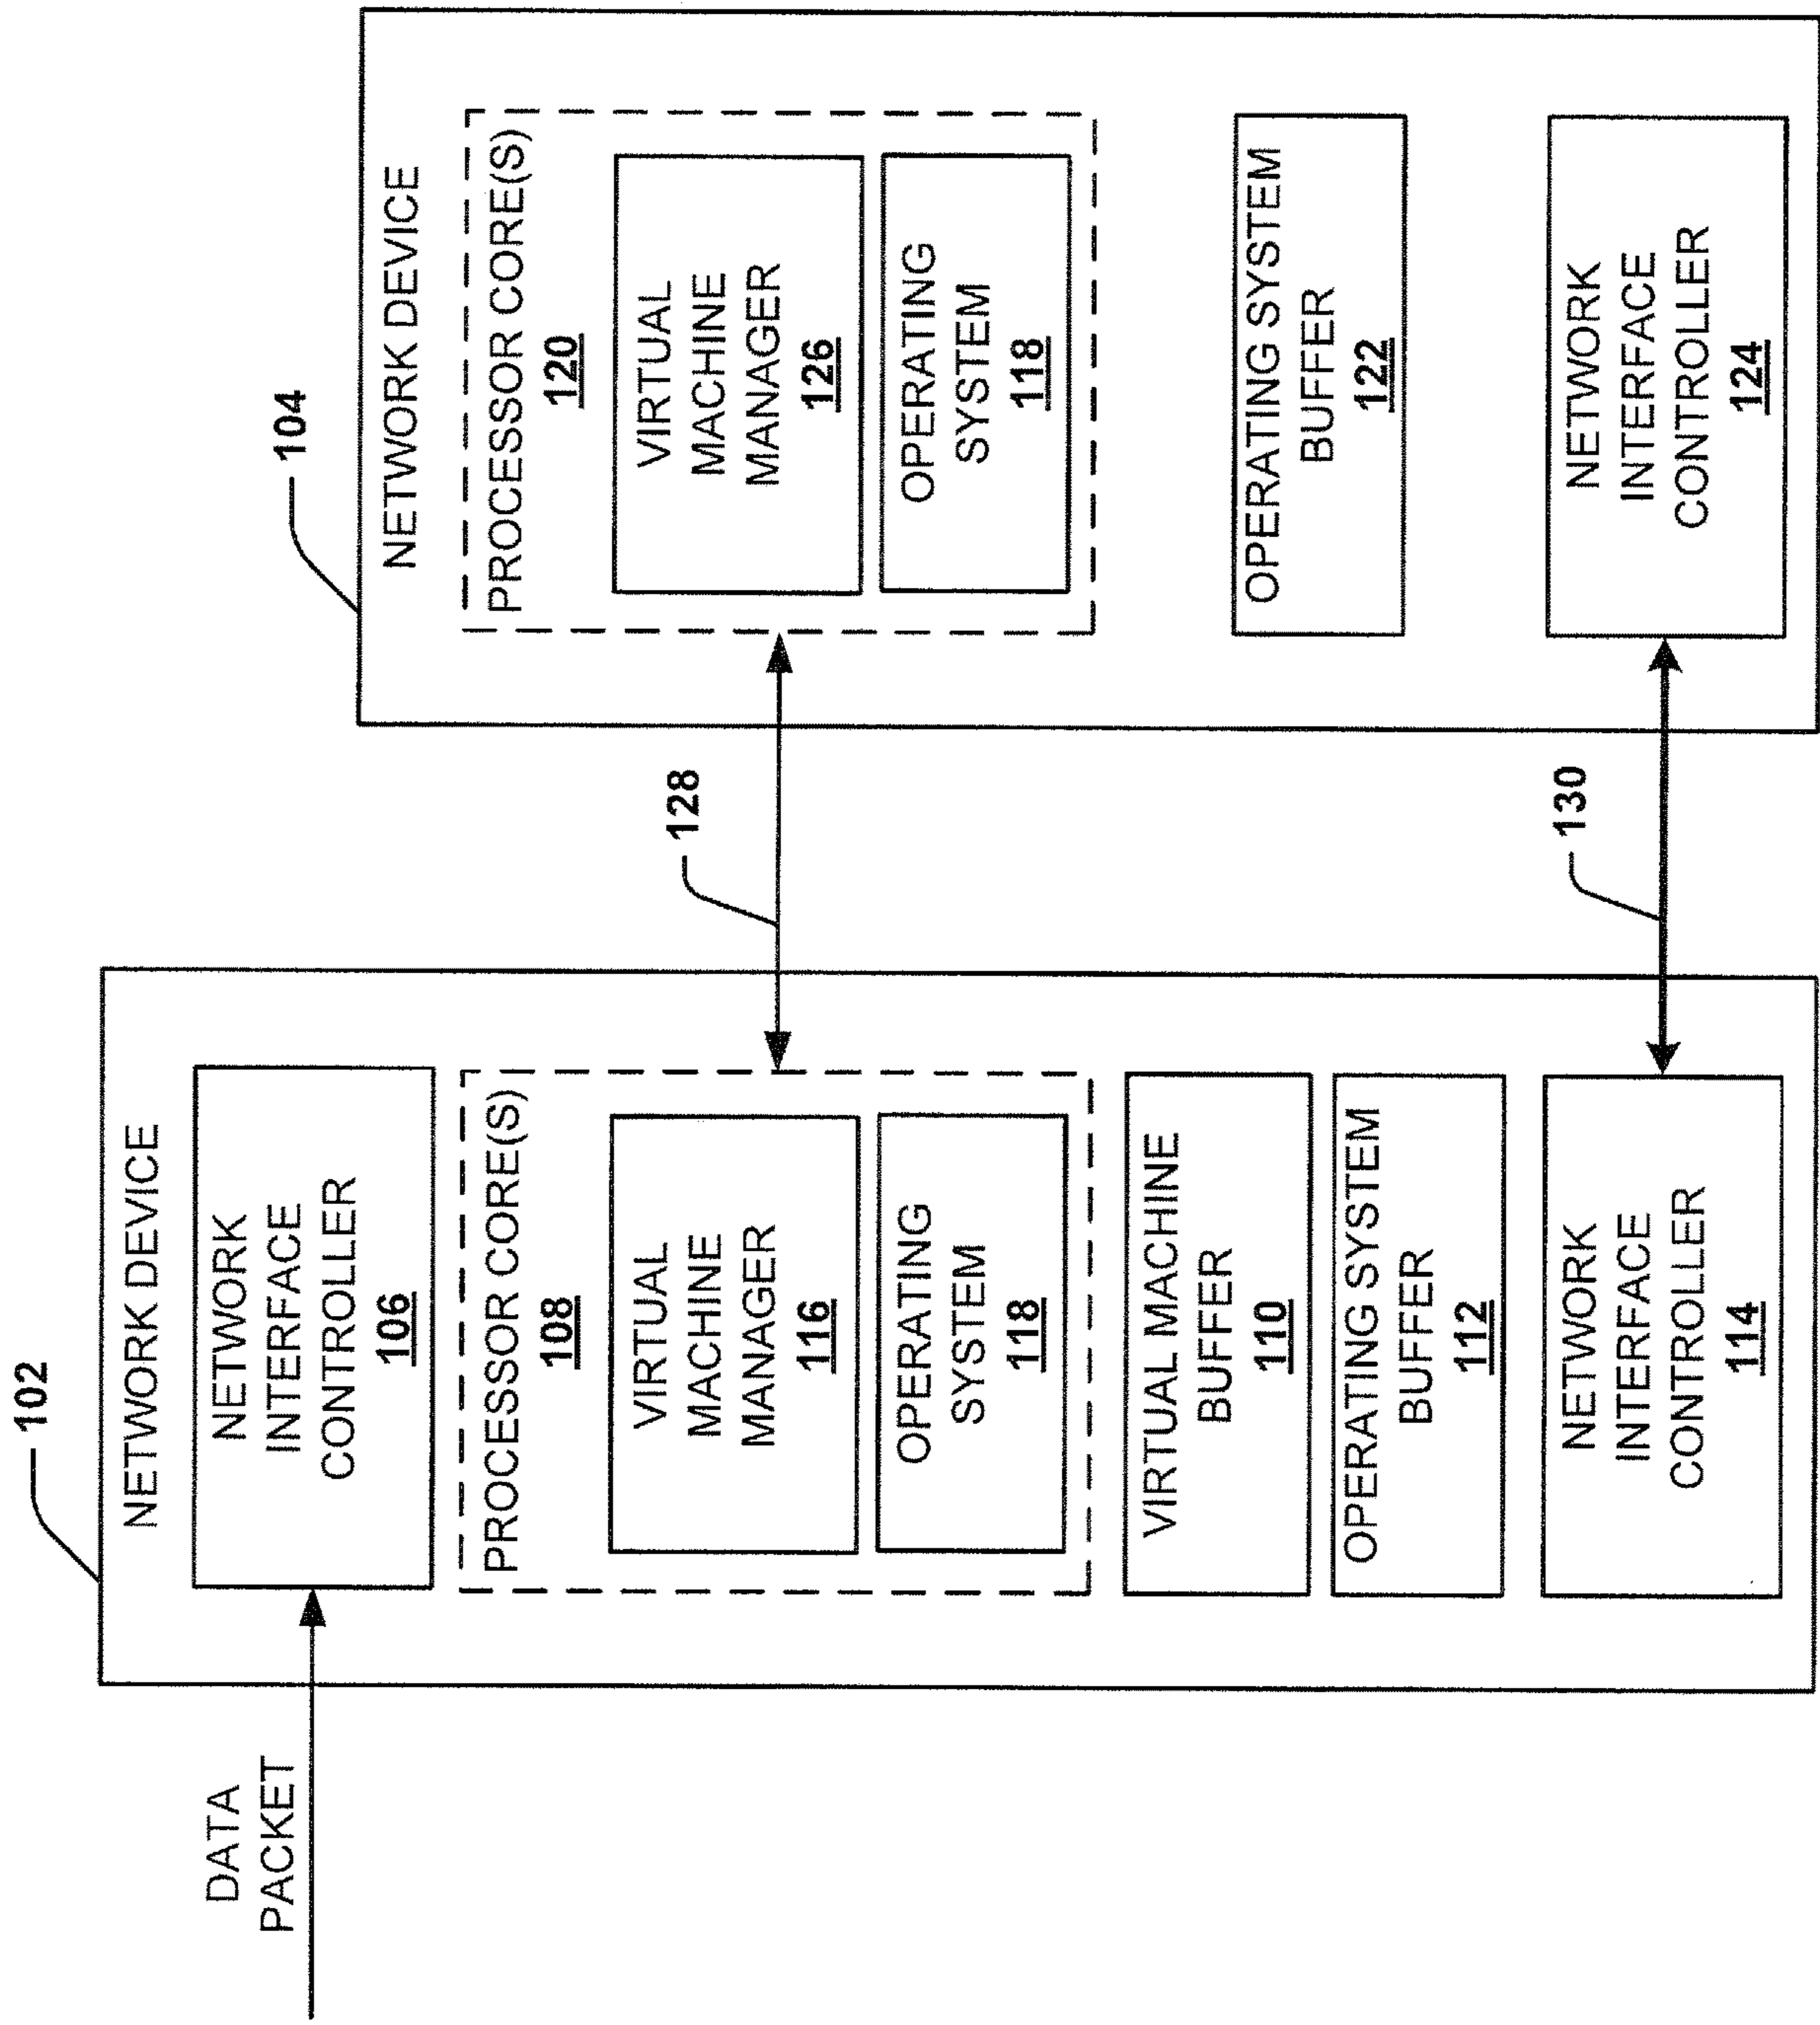 102
NETWORK DEVICE
DATA
PACKET
NETWORK
INTERFACE
CONTROLLER
106
PROCESSOR CORE(S)
108
VIRTUAL
MACHINE
MANAGER
116
OPERATING
SYSTEM
118
VIRTUAL MACHINE
BUFFER
110
OPERATING SYSTEM
BUFFER
112
NETWORK
INTERFACE
CONTROLLER
114
128
130
104
NETWORK DEVICE
PROCESSOR CORE(S)
120
VIRTUAL
MACHINE
MANAGER
126
OPERATING
SYSTEM
118
OPERATING SYSTEM
BUFFER
122
NETWORK
INTERFACE
CONTROLLER
124